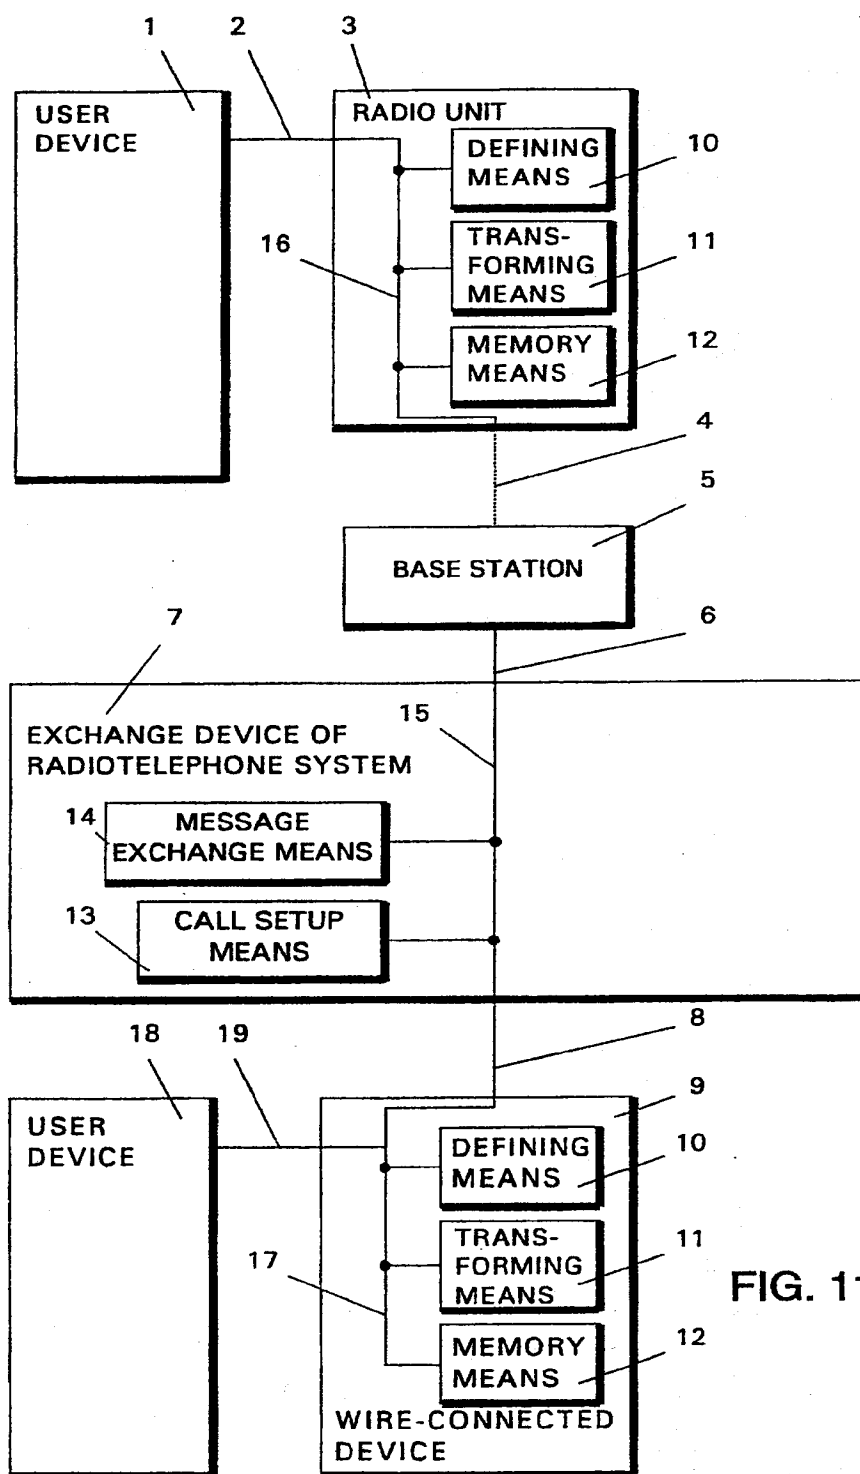 1
2
3
USER
DEVICE
RADIO UNIT
DEFINING
MEANS
10
16
TRANS-
FORMING
MEANS
11
MEMORY
MEANS
12
4
5
BASE STATION
7
6
15
EXCHANGE DEVICE OF
RADIOTELEPHONE SYSTEM
14
MESSAGE
EXCHANGE MEANS
13
CALL SETUP
MEANS
8
18
19
9
USER
DEVICE
DEFINING
MEANS
10
TRANS-
FORMING
MEANS
11
17
FIG. 11
MEMORY
MEANS
12
WIRE-CONNECTED
DEVICE